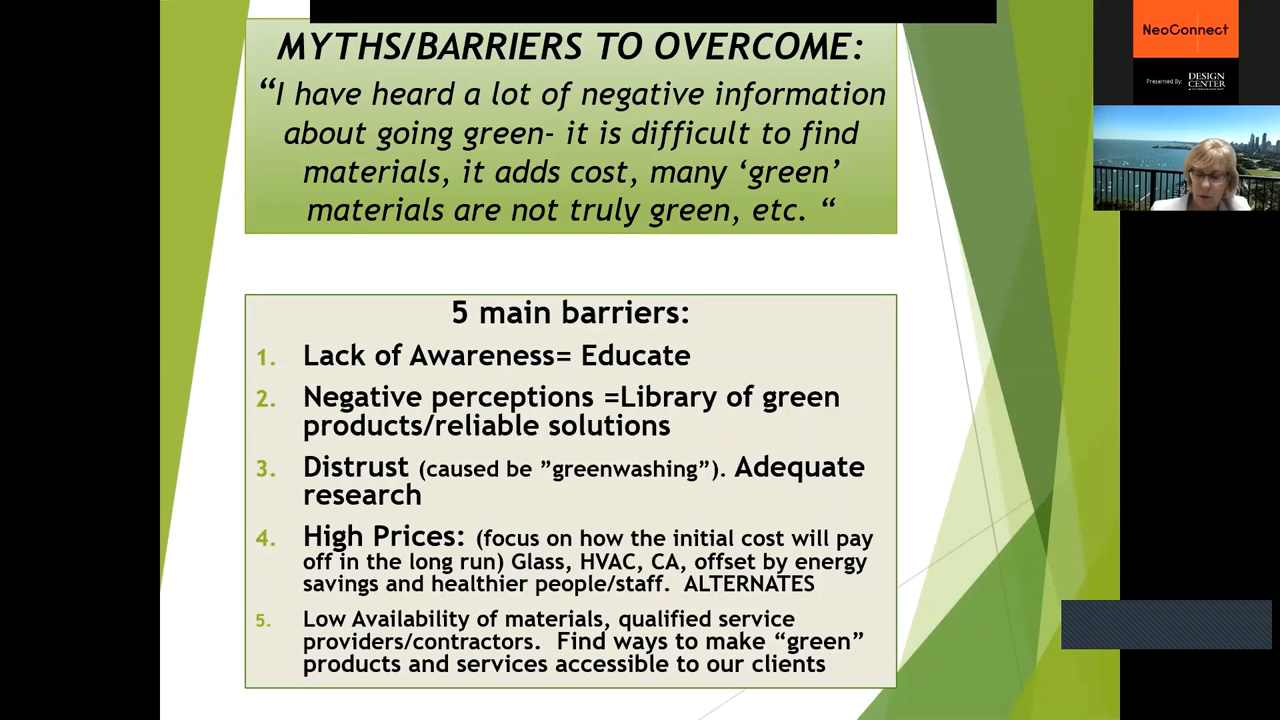 MYTHS/BARRIERS TO OVERCOME:
“I have heard a lot of negative information
about going green- it is difficult to find
materials, it adds cost, many ‘green’
materials are not truly green, etc. “
5 main barriers:
1. Lack of Awareness= Educate
2. Negative perceptions =Library of green
products/reliable solutions
3. Distrust (caused be ”greenwashing”). Adequate
research
4. High Prices: (focus on how the initial cost will pay
off in the long run) Glass, HVAC, CA, offset by energy
savings and healthier people/staff. ALTERNATES
5. Low Availability of materials, qualified service
providers/contractors. Find ways to make “green”
products and services accessible to our clients
NeoConnect
Presented By:
DESIGN
CENTER